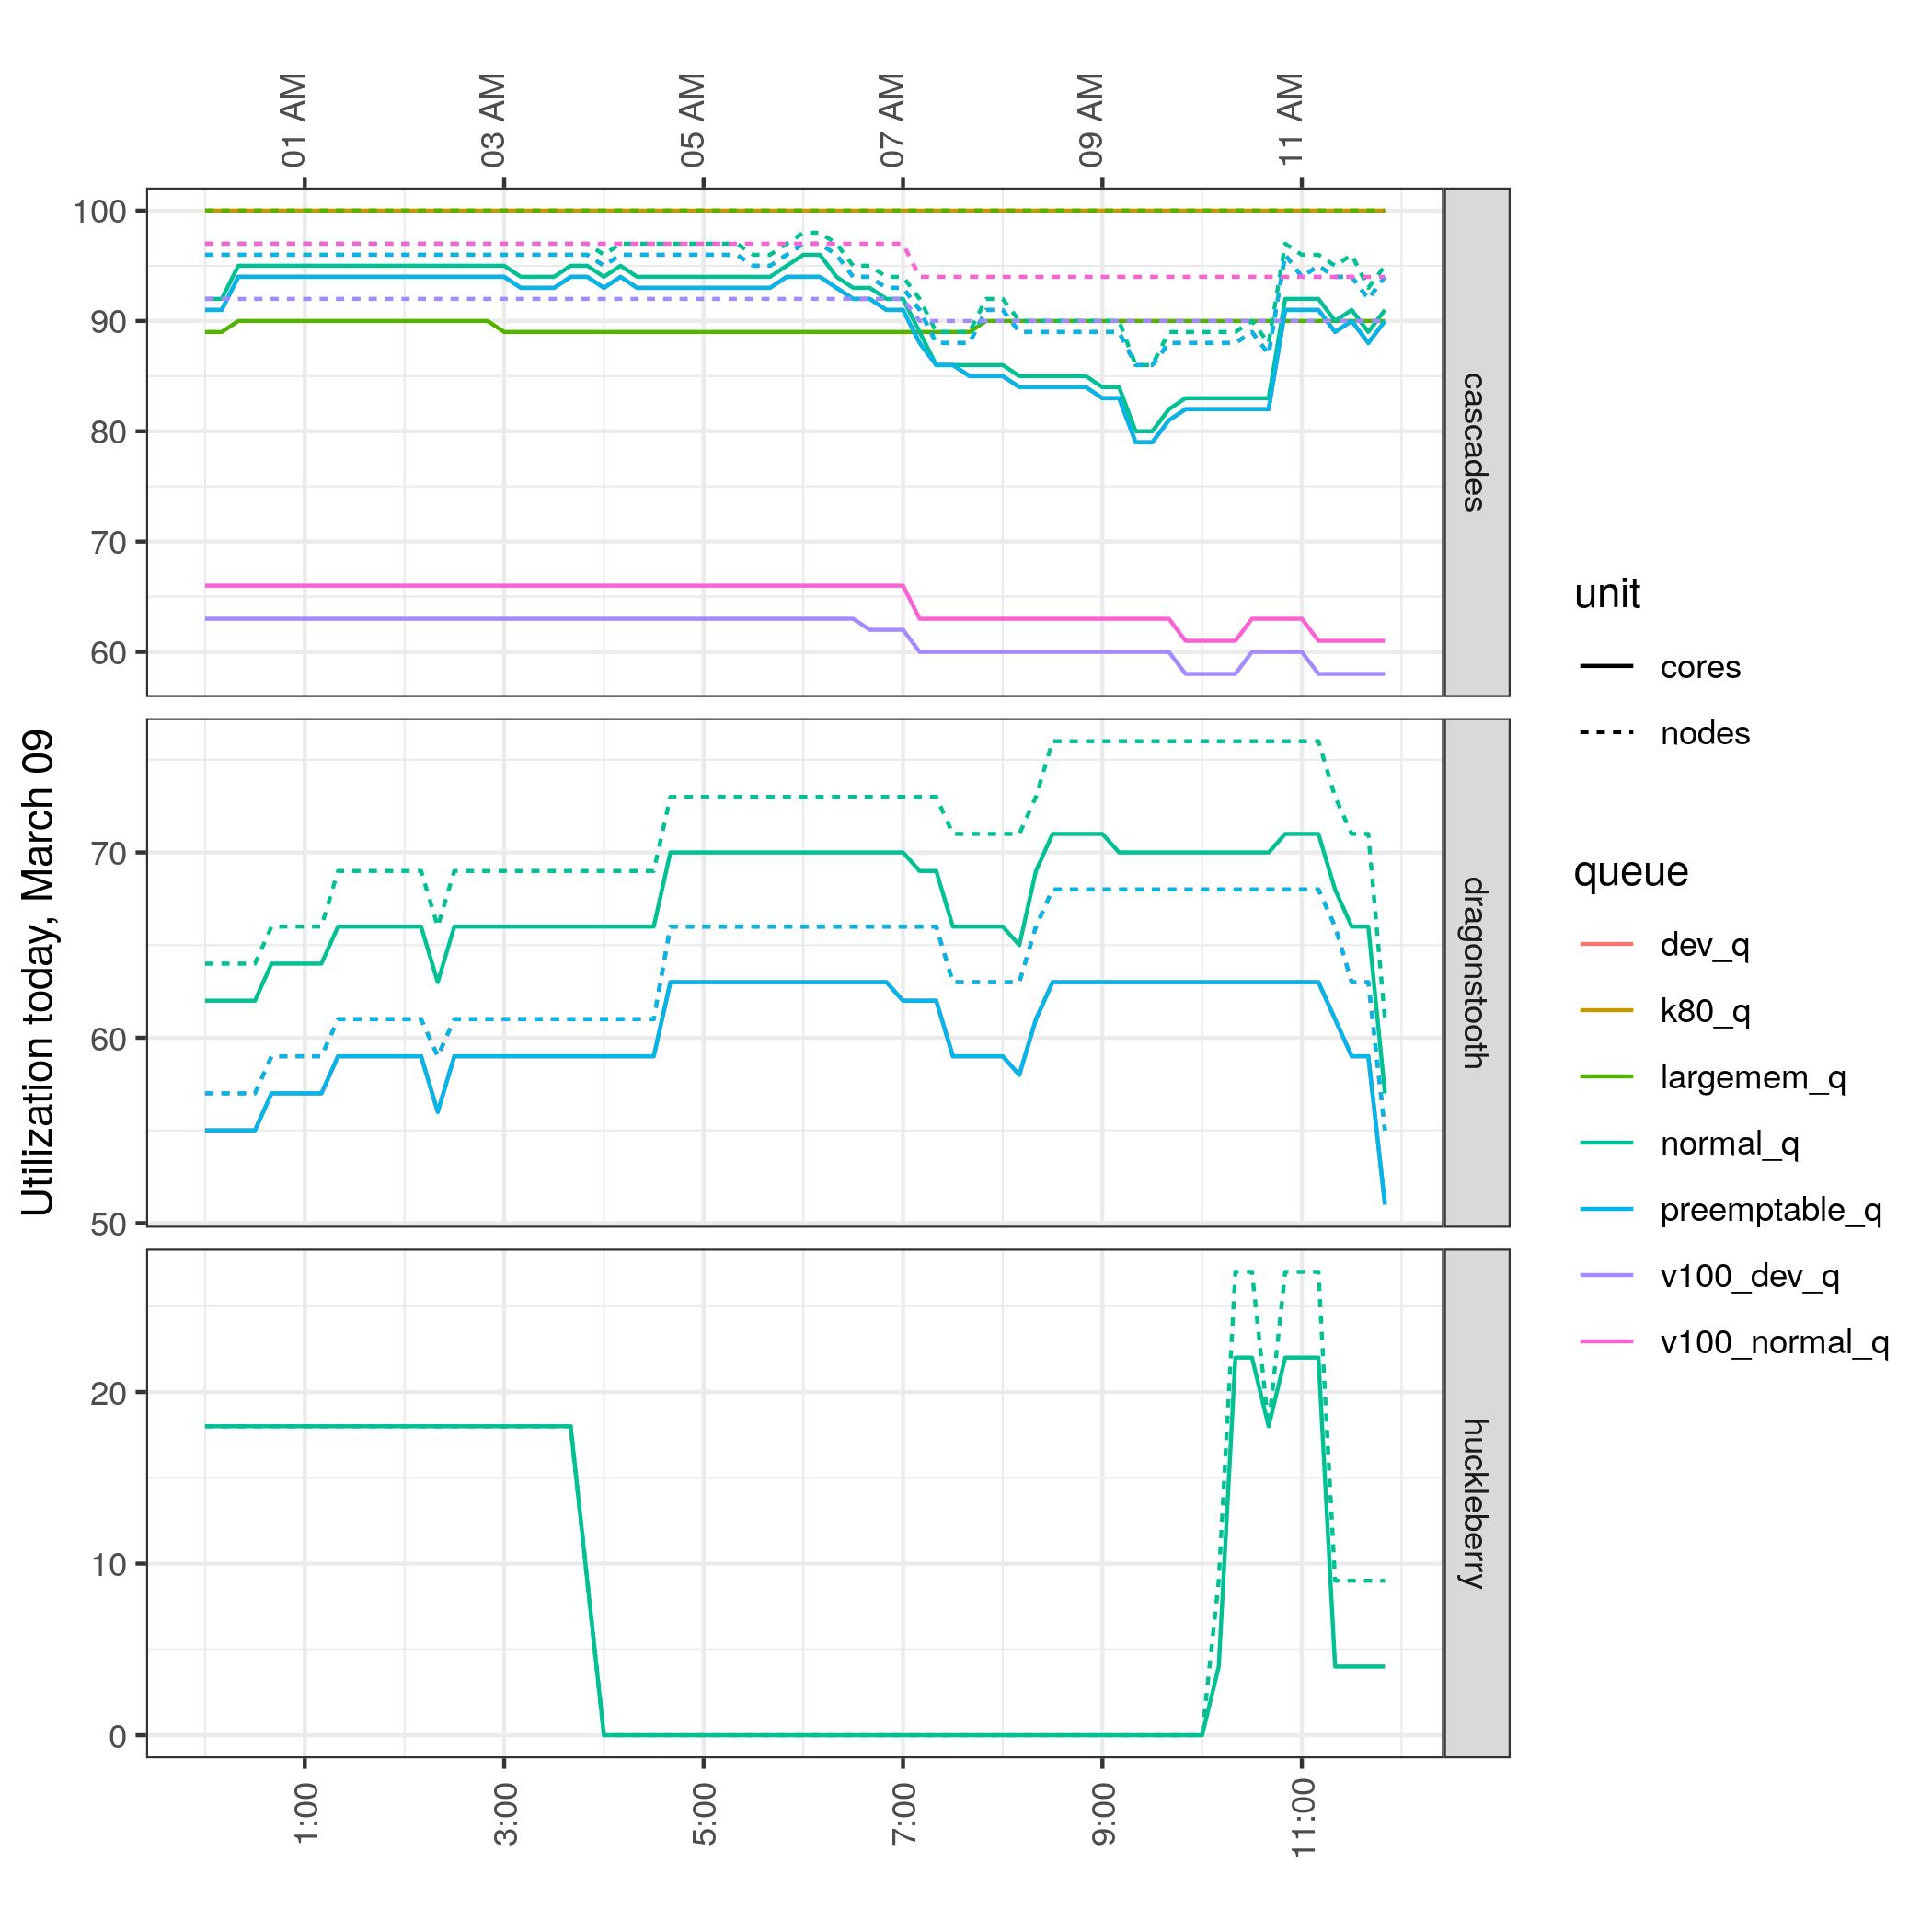 01 AM
03 AM
05 AM
07 AM
09 AM
11 AM
100
90
80
70
60
cascades
70
60
50
dragonstooth
20
10
0
huckleberry
1:00
3:00
5:00
7:00
9:00
11:00
Utilization today, March 09
unit
cores
nodes
queue
dev_q
k80_q
largemem_q
normal_q
preemptable_q
v100_dev_q
v100_normal_q